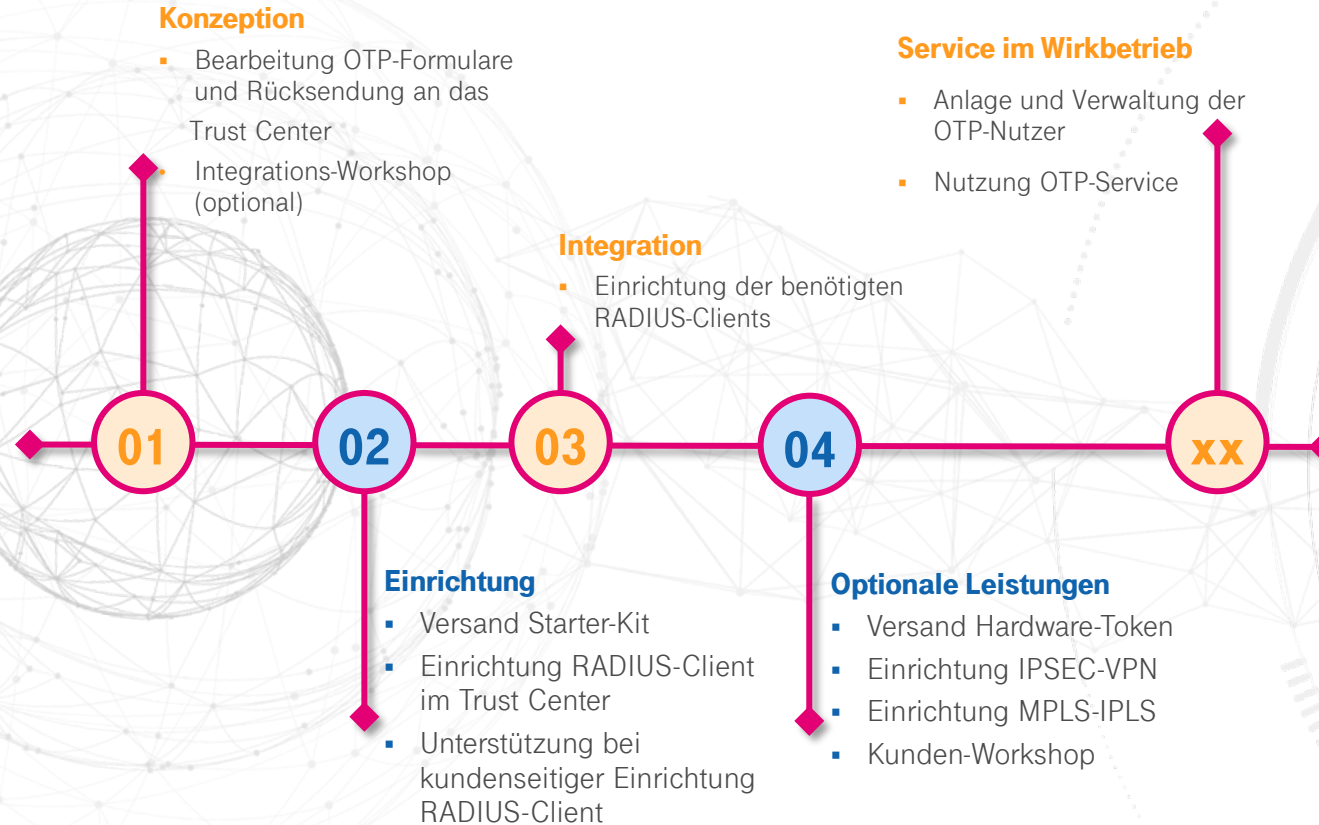 Konzeption
▪ Bearbeitung OTP-Formulare
und Rücksendung an das
Trust Center
▪ Integrations-Workshop
(optional)
Service im Wirkbetrieb
▪ Anlage und Verwaltung der
OTP-Nutzer
▪ Nutzung OTP-Service
Integration
▪ Einrichtung der benötigten
RADIUS-Clients
01
02
03
04
xx
Einrichtung
▪ Versand Starter-Kit
▪ Einrichtung RADIUS-Client
im Trust Center
▪ Unterstützung bei
kundenseitiger Einrichtung
RADIUS-Client
Optionale Leistungen
▪ Versand Hardware-Token
▪ Einrichtung IPSEC-VPN
▪ Einrichtung MPLS-IPLS
▪ Kunden-Workshop